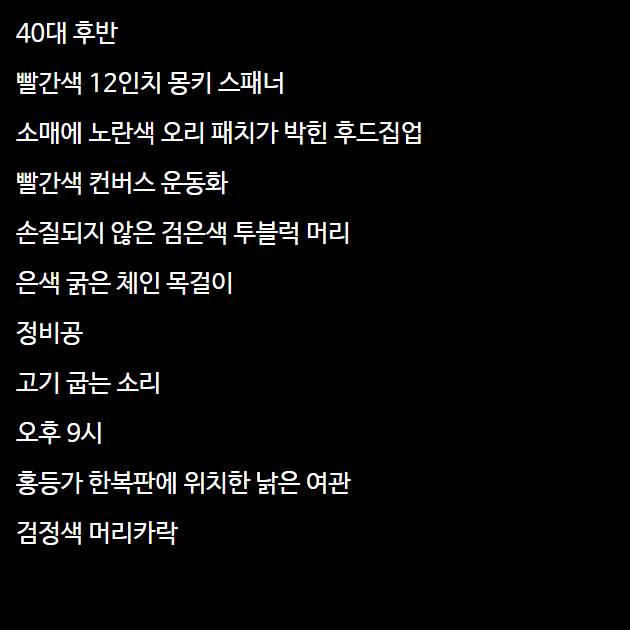 40대 후반
빨간색 12인치 몽키 스패너
소매에 노란색 오리 패치가 박힌 후드집업
빨간색 컨버스 운동화
손질되지 않은 검은색 투블럭 머리
은색 굵은 체인 목걸이
정비공
고기 굽는 소리
오후 9시
홍등가 한복판에 위치한 낡은 여관
검정색 머리카락